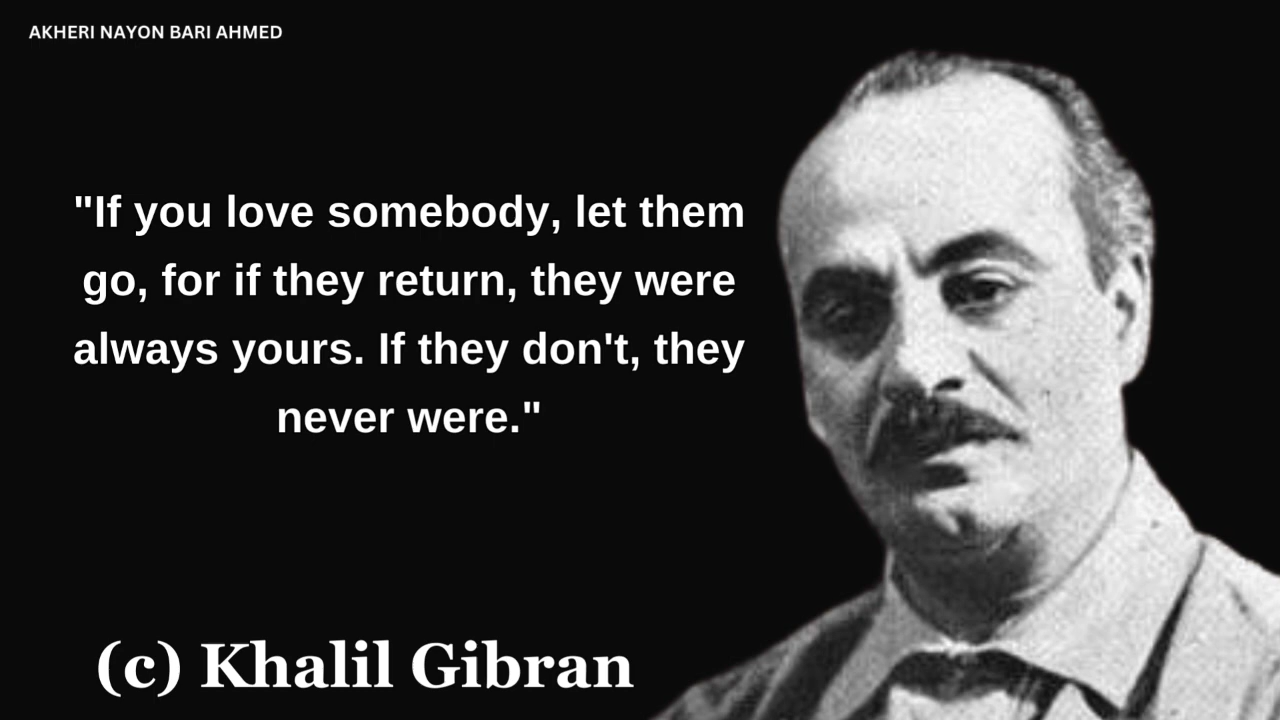 AKHERI NAYON BARI AHMED
"If you love somebody, let them
go, for if they return, they were
always yours. If they don't, they
never were."
(c) Khalil Gibran